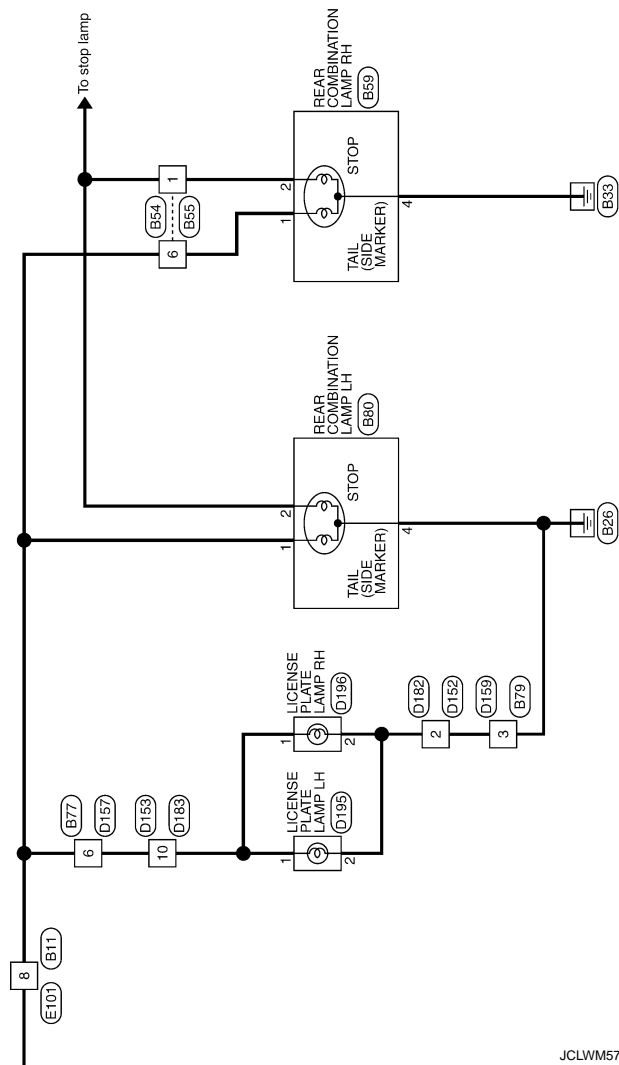 To stop lamp
REAR
COMBINATION
LAMP RH
B59
STOP
TAIL
(SIDE
MARKER)
1
2
4
B33
B54
B55
1
6
REAR
COMBINATION
LAMP LH
B80
STOP
TAIL
(SIDE
MARKER)
1
2
4
B26
LICENSE
PLATE
LAMP RH
D196
1
2
LICENSE
PLATE
LAMP LH
D195
1
2
D182
D152
2
D159
B79
3
B77
D157
6
D153
D183
10
8
B11
E101
JCLWM57